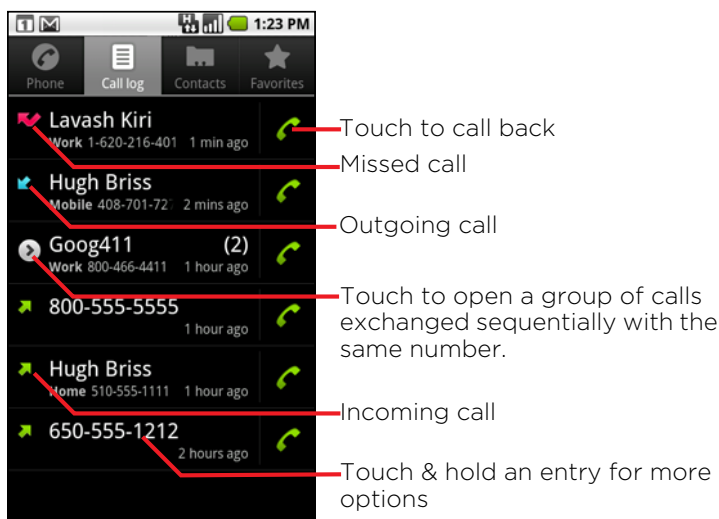 1 H 1:23 PM
Phone Call log Contacts Favorites
Lavash Kiri
Work 1-620-216-401 1 min ago
Hugh Briss
Mobile 408-701-727 2 mins ago
Goog411 (2)
Work 800-466-4411 1 hour ago
800-555-5555
1 hour ago
Hugh Briss
Home 510-555-1111 1 hour ago
650-555-1212
2 hours ago
Touch to call back
Missed call
Outgoing call
Touch to open a group of calls
exchanged sequentially with the
same number.
Incoming call
Touch & hold an entry for more
options